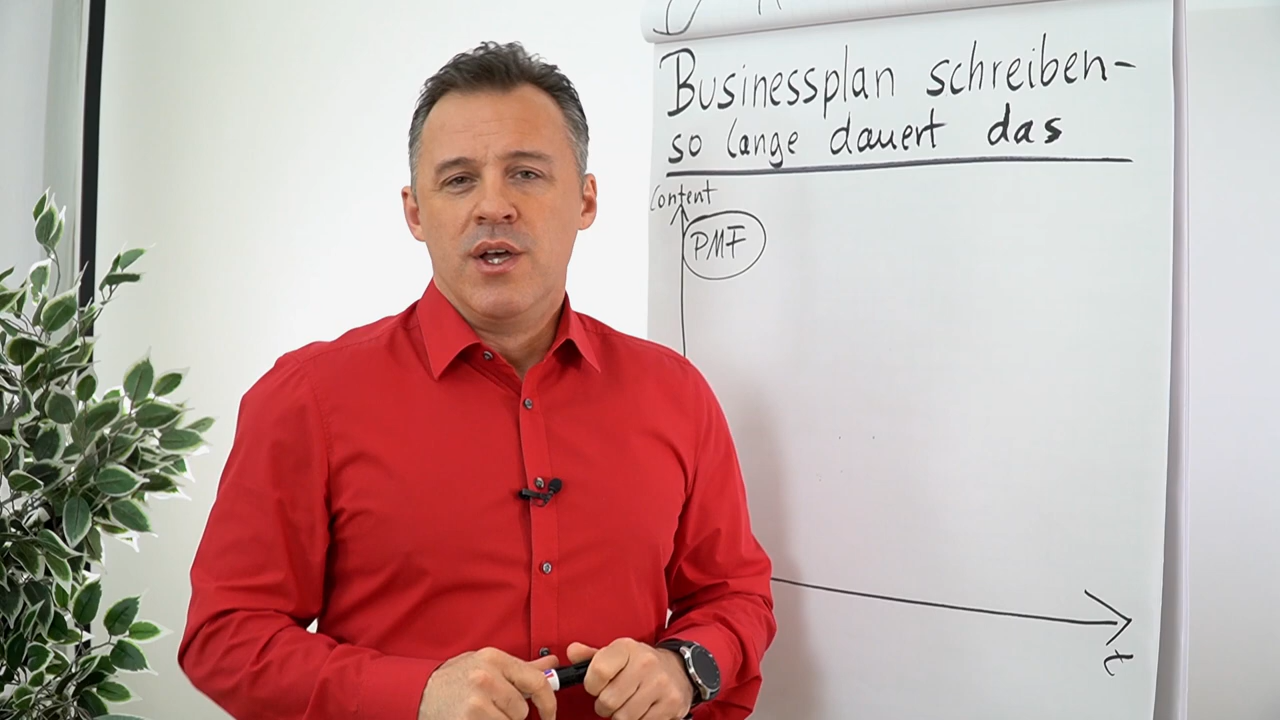 Businessplan schreiben-
so lange dauert das
Content
PMF
t